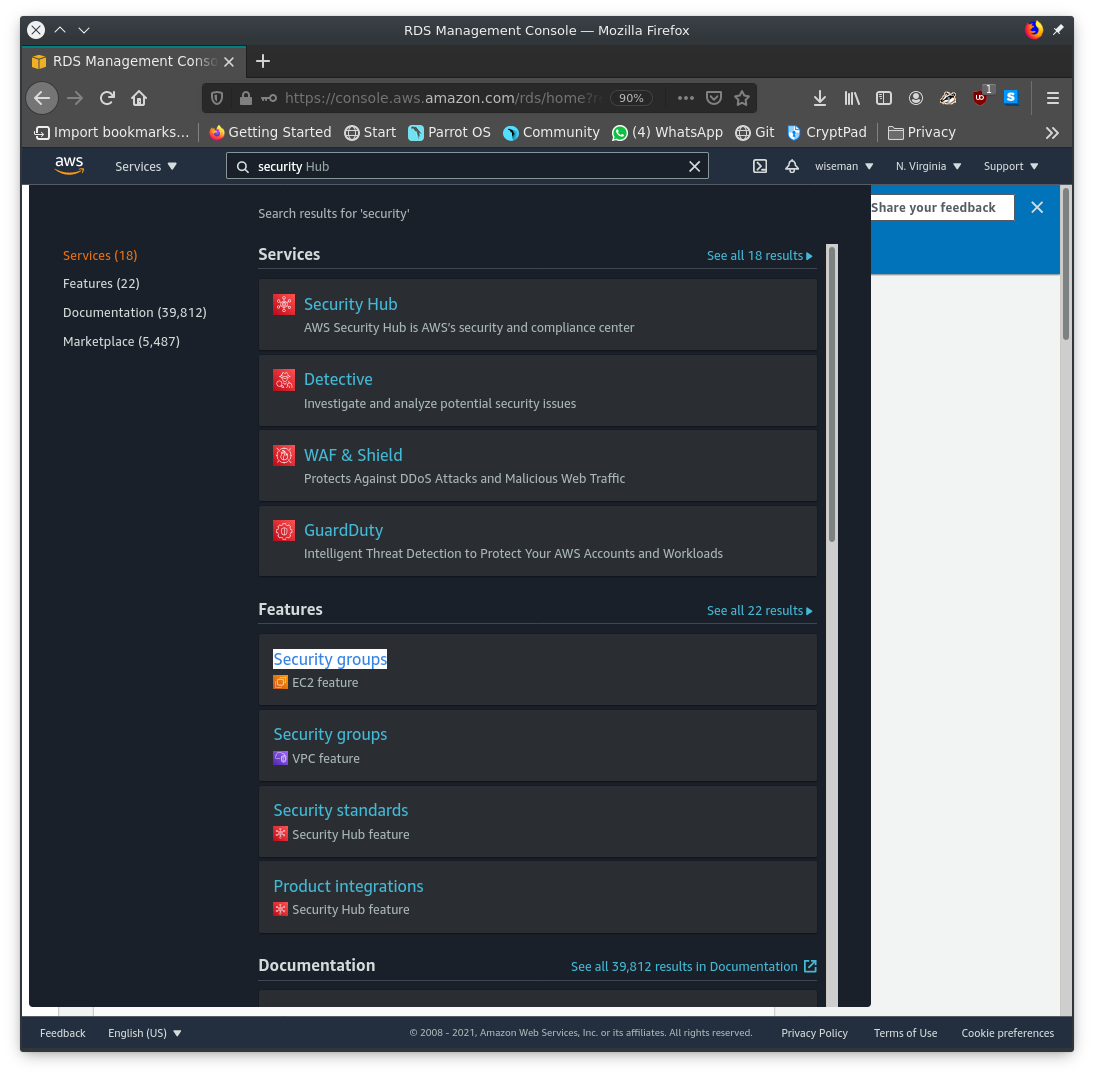 RDS Management Console — Mozilla Firefox
RDS Management Conso
https://console.aws.amazon.com/rds/home?r
90%
1
S
Import bookmarks...
Getting Started
Start
Parrot OS
Community
(4) WhatsApp
Git
CryptPad
Privacy
aws
Services
security Hub
wiseman
N. Virginia
Support
Share your feedback
Search results for 'security'
Services (18)
Features (22)
Documentation (39,812)
Marketplace (5,487)
Services
See all 18 results
Security Hub
AWS Security Hub is AWS's security and compliance center
Detective
Investigate and analyze potential security issues
WAF & Shield
Protects Against DDoS Attacks and Malicious Web Traffic
GuardDuty
Intelligent Threat Detection to Protect Your AWS Accounts and Workloads
Features
See all 22 results
Security groups
EC2 feature
Security groups
VPC feature
Security standards
Security Hub feature
Product integrations
Security Hub feature
Documentation
See all 39,812 results in Documentation
Feedback
English (US)
© 2008 - 2021, Amazon Web Services, Inc. or its affiliates. All rights reserved.
Privacy Policy
Terms of Use
Cookie preferences